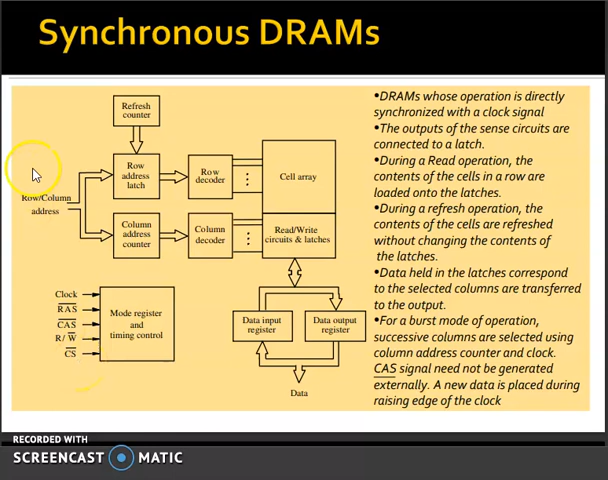 Synchronous DRAMs
Refresh
counter
Row
address
latch
Row
decoder
Cell array
Row/Column
address
Column
address
counter
Column
decoder
Read/Write
circuits & latches
Clock
RAS
CAS
R/ W
CS
Mode register
and
timing control
Data input
register
Data output
register
Data
•DRAMs whose operation is directly
synchronized with a clock signal
•The outputs of the sense circuits are
connected to a latch.
•During a Read operation, the
contents of the cells in a row are
loaded onto the latches.
•During a refresh operation, the
contents of the cells are refreshed
without changing the contents of
the latches.
•Data held in the latches correspond
to the selected columns are transferred
to the output.
•For a burst mode of operation,
successive columns are selected using
column address counter and clock.
CAS signal need not be generated
externally. A new data is placed during
raising edge of the clock
RECORDED WITH
SCREENCAST MATIC